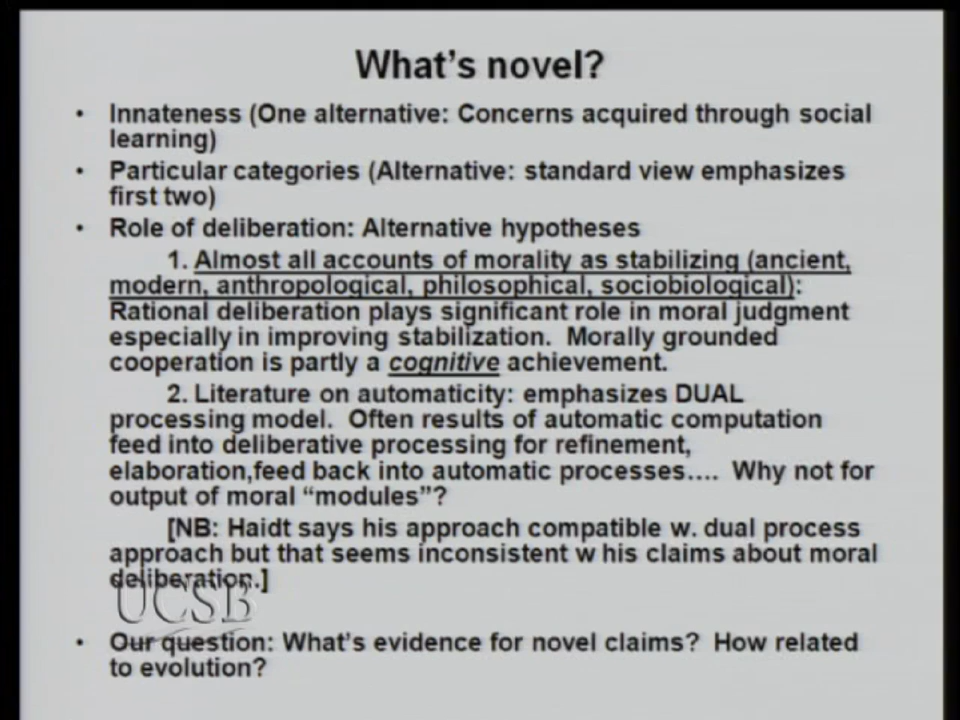 What's novel?
• Innateness (One alternative: Concerns acquired through social
learning)
• Particular categories (Alternative: standard view emphasizes
first two)
• Role of deliberation: Alternative hypotheses
1. Almost all accounts of morality as stabilizing (ancient,
modern, anthropological, philosophical, sociobiological):
Rational deliberation plays significant role in moral judgment
especially in improving stabilization. Morally grounded
cooperation is partly a cognitive achievement.
2. Literature on automaticity: emphasizes DUAL
processing model. Often results of automatic computation
feed into deliberative processing for refinement,
elaboration,feed back into automatic processes.... Why not for
output of moral "modules"?
[NB: Haidt says his approach compatible w. dual process
approach but that seems inconsistent w his claims about moral
deliberation.]
UCSB
• Our question: What's evidence for novel claims? How related
to evolution?